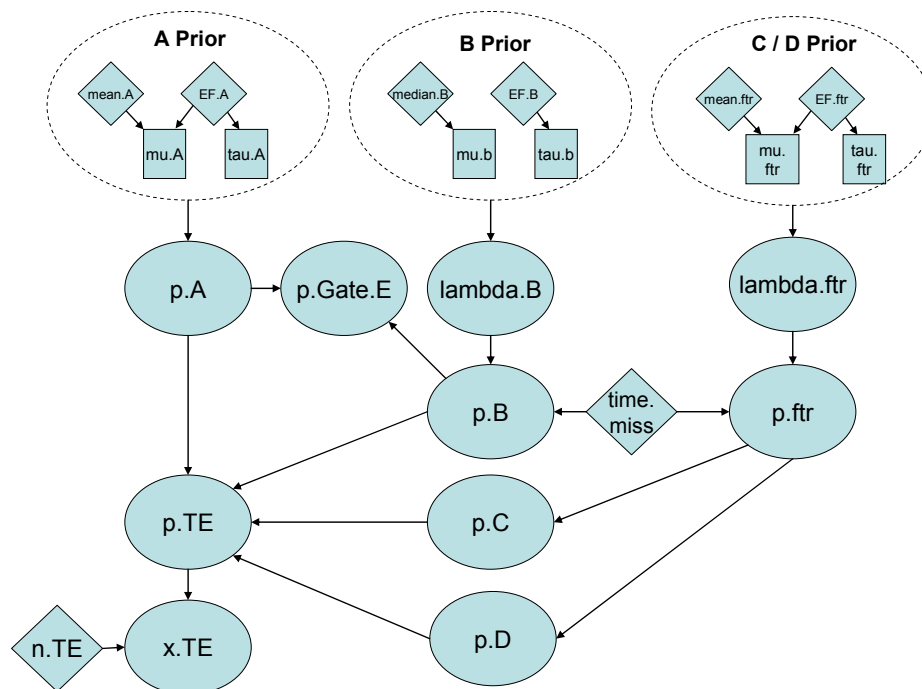 A Prior
B Prior
C / D Prior
mean.A
EF.A
median.B
EF.B
mean.ftr
EF.ftr
mu.A
tau.A
mu.b
tau.b
mu.
ftr
tau.
ftr
p.A
p.Gate.E
lambda.B
lambda.ftr
p.B
time.
miss
p.ftr
p.TE
p.C
n.TE
x.TE
p.D